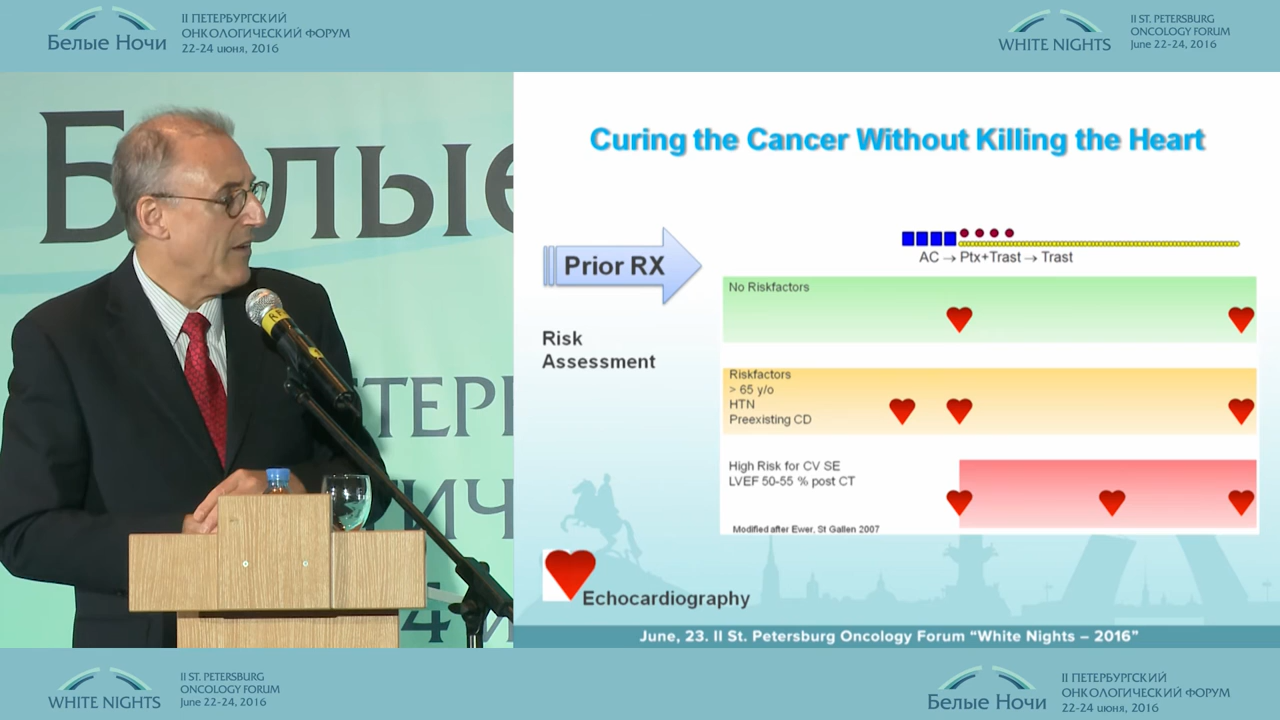 Белые Ночи
II ПЕТЕРБУРГСКИЙ
ОНКОЛОГИЧЕСКИЙ ФОРУМ
22-24 июня, 2016
WHITE NIGHTS
II ST. PETERSBURG
ONCOLOGY FORUM
June 22-24, 2016
Curing the Cancer Without Killing the Heart
Prior RX
AC → Ptx+Trast → Trast
No Riskfactors
Risk
Assessment
Riskfactors
> 65 y/o
HTN
Preexisting CD
High Risk for CV SE
LVEF 50-55 % post CT
Modified after Ewer, St Gallen 2007
Echocardiography
June, 23. II St. Petersburg Oncology Forum “White Nights – 2016”
WHITE NIGHTS
II ST. PETERSBURG
ONCOLOGY FORUM
June 22-24, 2016
Белые Ночи
II ПЕТЕРБУРГСКИЙ
ОНКОЛОГИЧЕСКИЙ ФОРУМ
22-24 июня, 2016